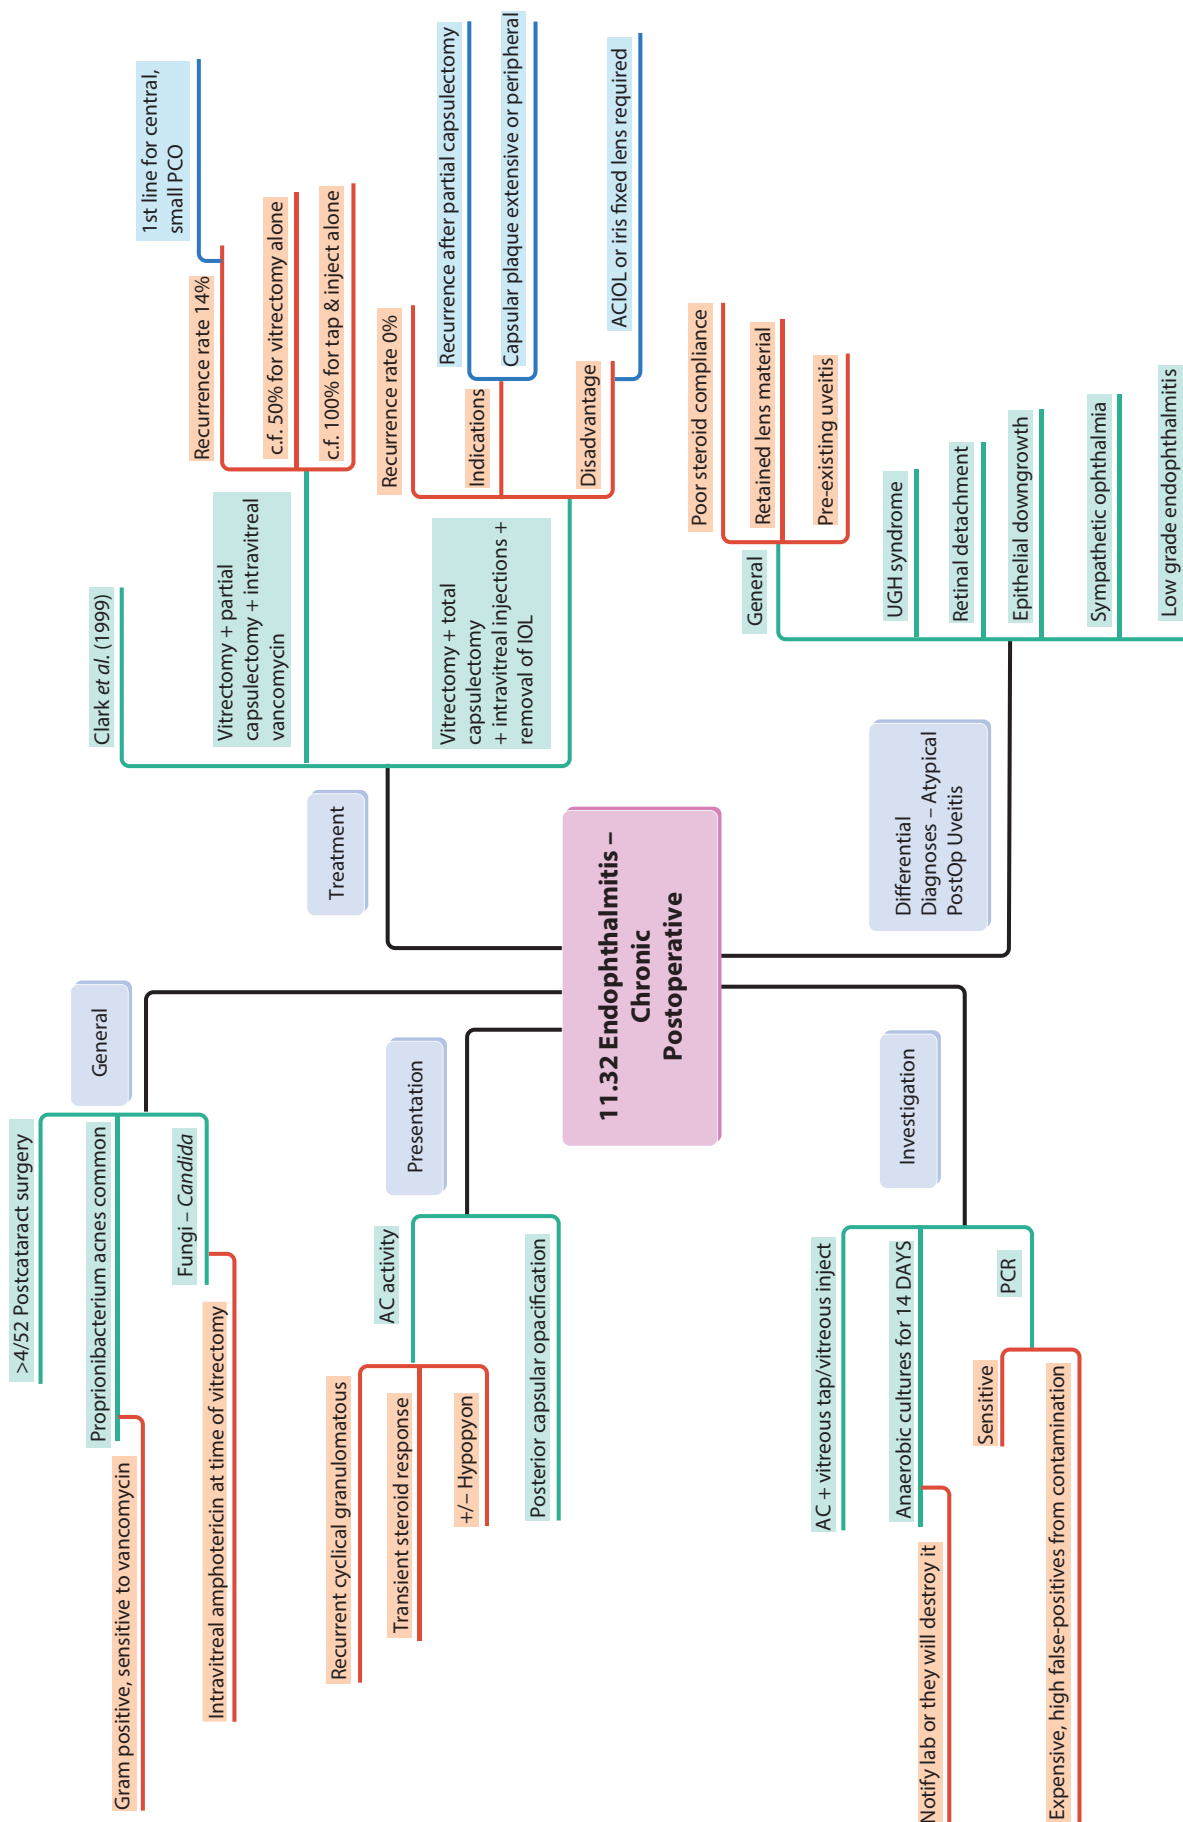 11.32 Endophthalmitis –
Chronic
Postoperative
General
>4/52 Postcataract surgery
Proprionibacterium acnes common
Gram positive, sensitive to vancomycin
Fungi – Candida
Intravitreal amphotericin at time of vitrectomy
Presentation
AC activity
Recurrent cyclical granulomatous
Transient steroid response
+/– Hypopyon
Posterior capsular opacification
Investigation
AC + vitreous tap/vitreous inject
Anaerobic cultures for 14 DAYS
Notify lab or they will destroy it
PCR
Sensitive
Expensive, high false-positives from contamination
Treatment
Clark et al. (1999)
Vitrectomy + partial
capsulectomy + intravitreal
vancomycin
Recurrence rate 14%
1st line for central,
small PCO
c.f. 50% for vitrectomy alone
c.f. 100% for tap & inject alone
Vitrectomy + total
capsulectomy
+ intravitreal injections +
removal of IOL
Recurrence rate 0%
Indications
Recurrence after partial capsulectomy
Capsular plaque extensive or peripheral
Disadvantage
ACIOL or iris fixed lens required
Differential
Diagnoses – Atypical
PostOp Uveitis
General
Poor steroid compliance
Retained lens material
Pre-existing uveitis
UGH syndrome
Retinal detachment
Epithelial downgrowth
Sympathetic ophthalmia
Low grade endophthalmitis